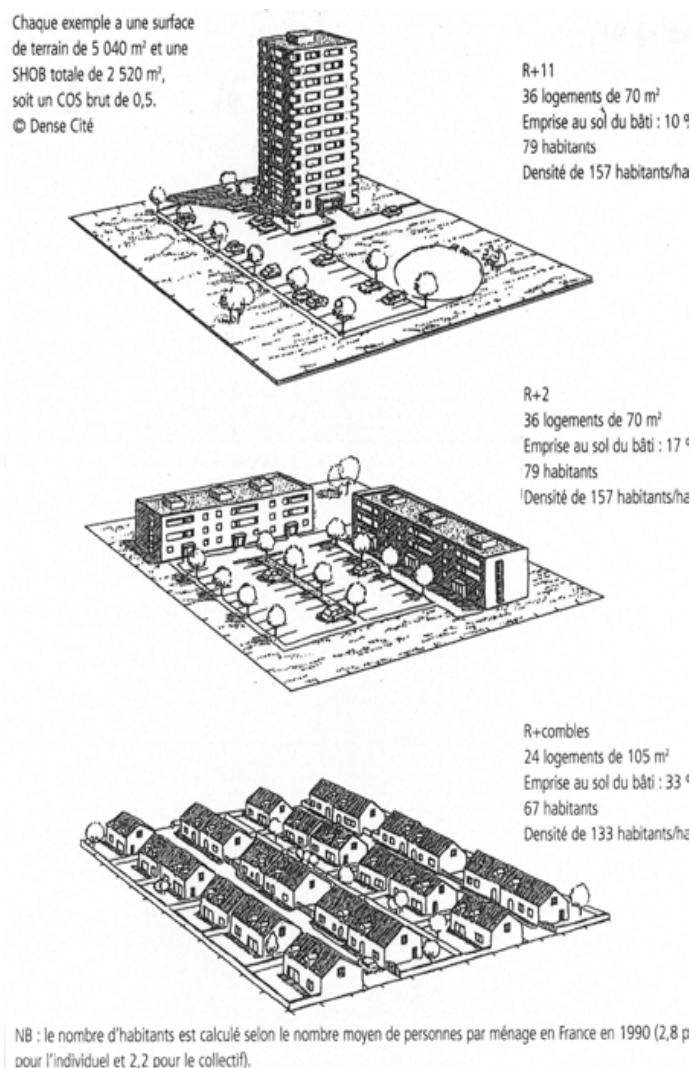 Chaque exemple a une surface
de terrain de 5 040 m² et une
SHOB totale de 2 520 m²,
soit un COS brut de 0,5.
© Dense Cité
R+11
36 logements de 70 m²
Emprise au sol du bâti : 10 %
79 habitants
Densité de 157 habitants/ha
R+2
36 logements de 70 m²
Emprise au sol du bâti : 17 %
79 habitants
Densité de 157 habitants/ha
R+combles
24 logements de 105 m²
Emprise au sol du bâti : 33 %
67 habitants
Densité de 133 habitants/ha
NB : le nombre d'habitants est calculé selon le nombre moyen de personnes par ménage en France en 1990 (2,8 p
pour l'individuel et 2,2 pour le collectif).